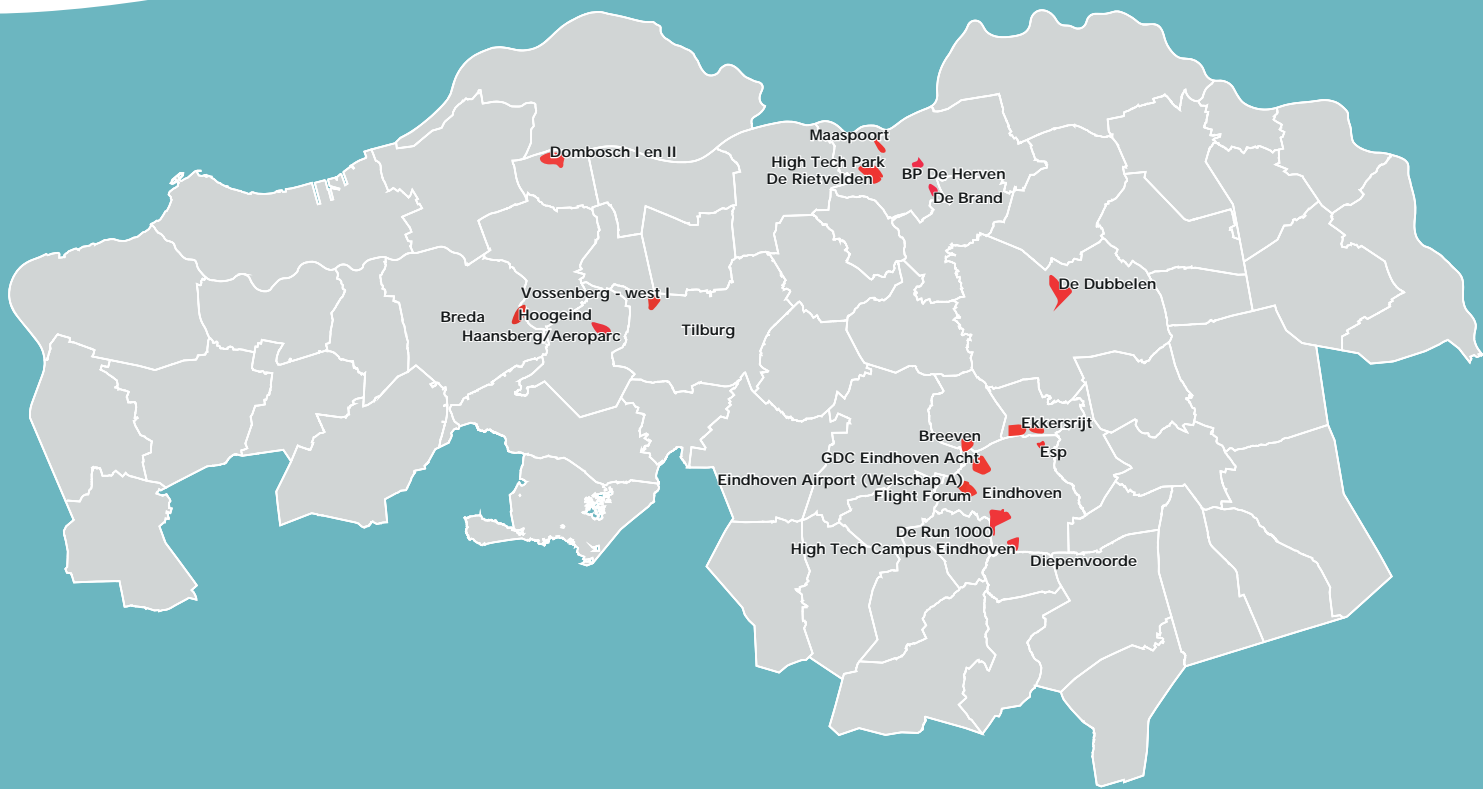 Maaspoort
Dombosch I en II
High Tech Park
De Rietvelden
BP De Herven
De Brand
De Dubbelen
Vossenberg - west I
Hoogeind
Breda
Haansberg/Aeroparc
Tilburg
Ekkersrijt
Breeven
Esp
GDC Eindhoven Acht
Eindhoven Airport (Welschap A)
Flight Forum
Eindhoven
De Run 1000
High Tech Campus Eindhoven
Diepenvoorde